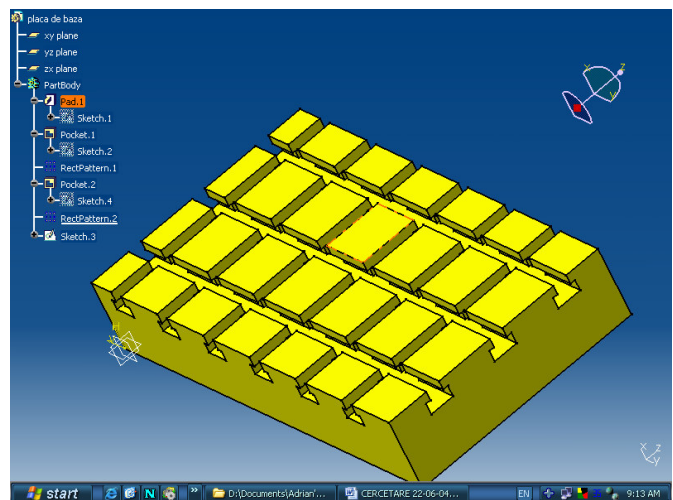 placa de baza
xy plane
yz plane
zx plane
PartBody
Pad.1
Sketch.1
Pocket.1
Sketch.2
RectPattern.1
Pocket.2
Sketch.4
RectPattern.2
Sketch.3
x
z
y
H
x z
y
start N » D:\Documents\Adrian'... CERCETARE 22-06-04... EN 9:13 AM